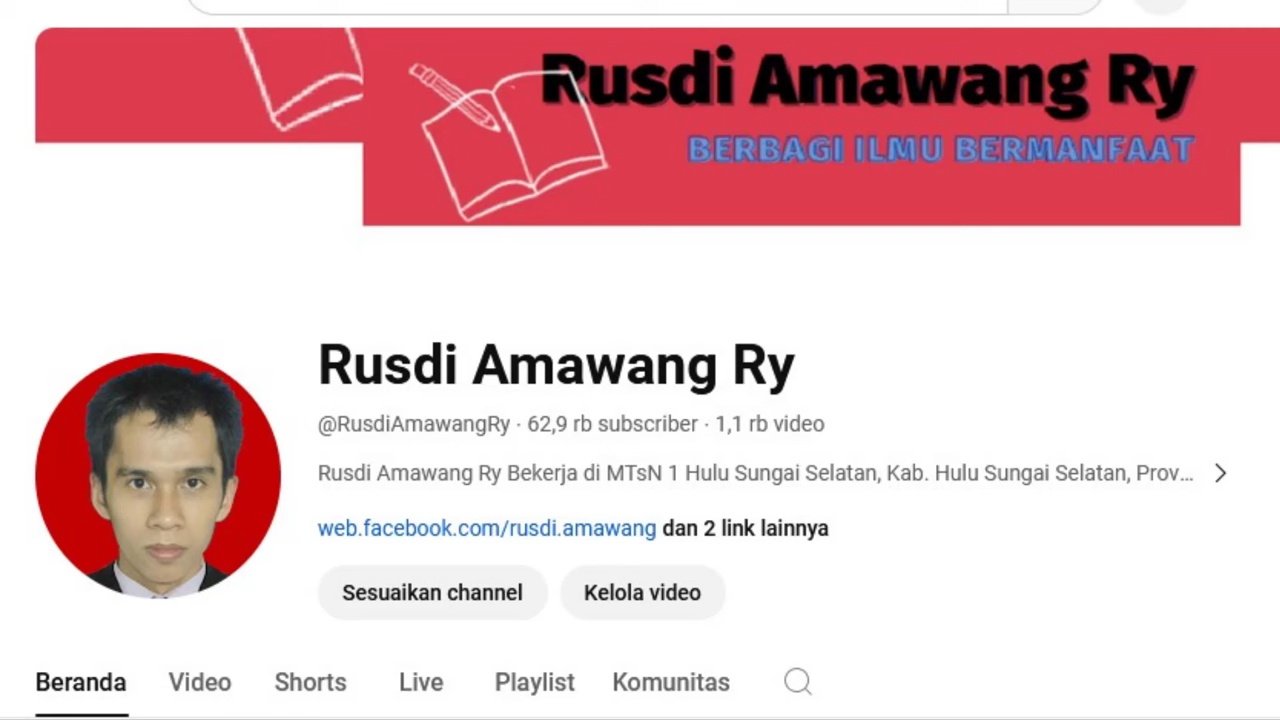 Rusdi Amawang Ry
BERBAGI ILMU BERMANFAAT
Rusdi Amawang Ry
@RusdiAmawangRy · 62,9 rb subscriber · 1,1 rb video
Rusdi Amawang Ry Bekerja di MTsN 1 Hulu Sungai Selatan, Kab. Hulu Sungai Selatan, Prov...
web.facebook.com/rusdi.amawang dan 2 link lainnya
Sesuaikan channel Kelola video
Beranda Video Shorts Live Playlist Komunitas